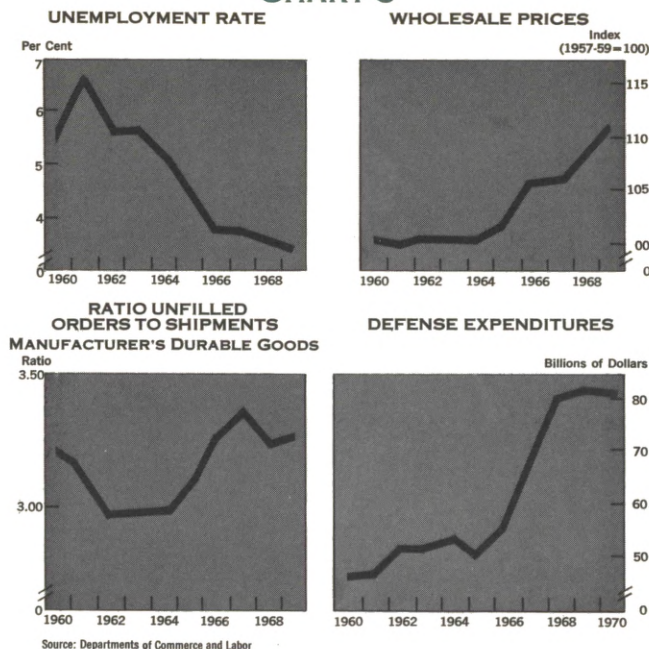 UNEMPLOYMENT RATE
Per Cent
7
6
5
4
0
1960 1962 1964 1966 1968
WHOLESALE PRICES
Index
(1957-59=100)
115
110
105
00
0
1960 1962 1964 1966 1968
RATIO UNFILLED
ORDERS TO SHIPMENTS
MANUFACTURER'S DURABLE GOODS
Ratio
3.50
3.00
0
1960 1962 1964 1966 1968
DEFENSE EXPENDITURES
Billions of Dollars
80
70
60
50
0
1960 1962 1964 1966 1968 1970
Source: Departments of Commerce and Labor